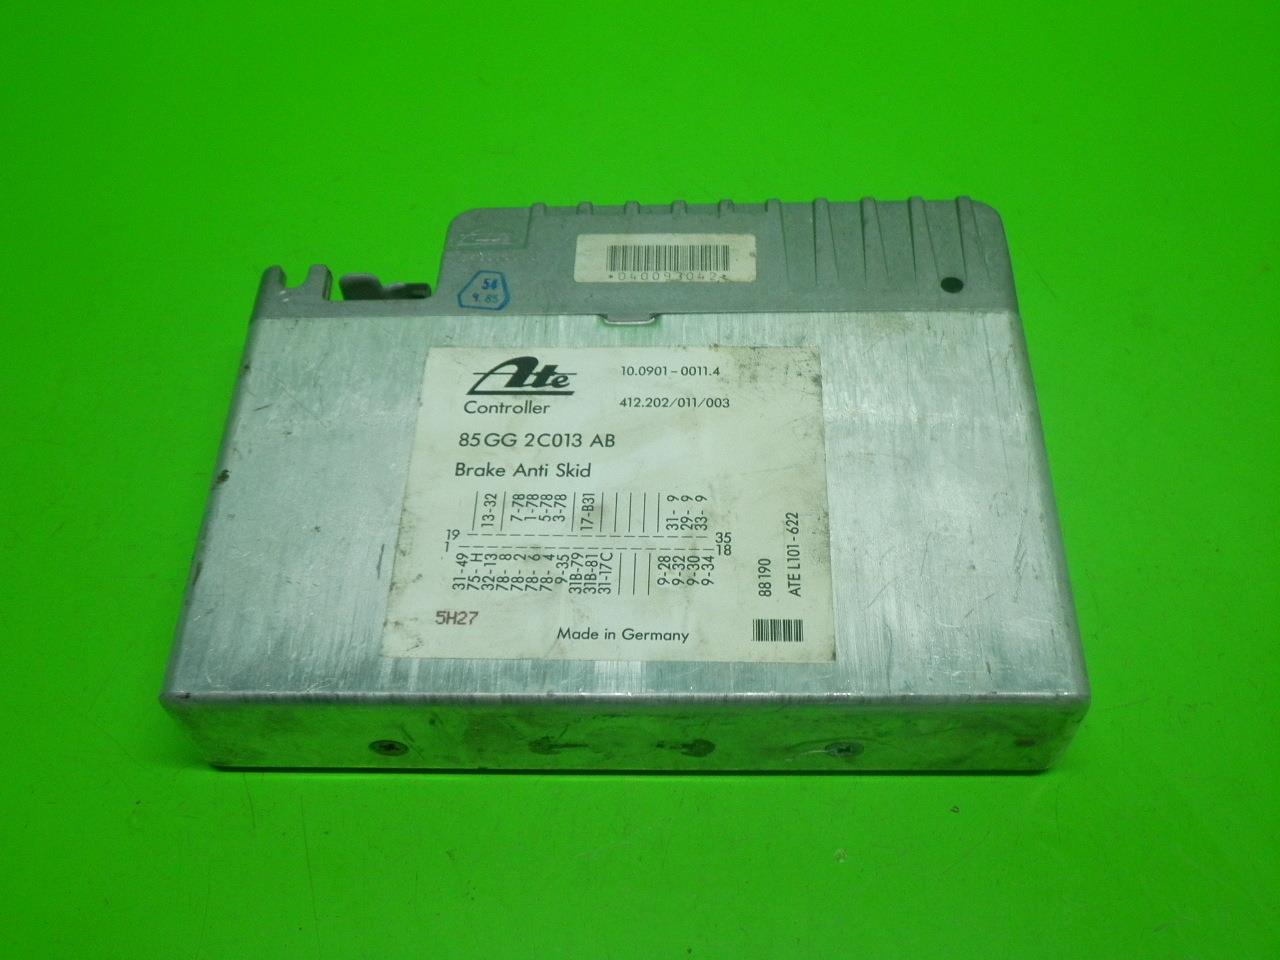 *040093042*
54
9.85
Ate
10.0901-0011.4
Controller
412.202/011/003
85GG 2C013 AB
Brake Anti Skid
13-32
7-78
1-78
5-78
3-78
17-B31
31-9
29-9
33-9
19
35
1
18
31-49
75-H
32-13
78-8
78-2
78-6
78-4
9-35
31B-79
31B-81
31-17C
9-28
9-32
9-30
9-34
88190
ATE L101-622
5H27
Made in Germany